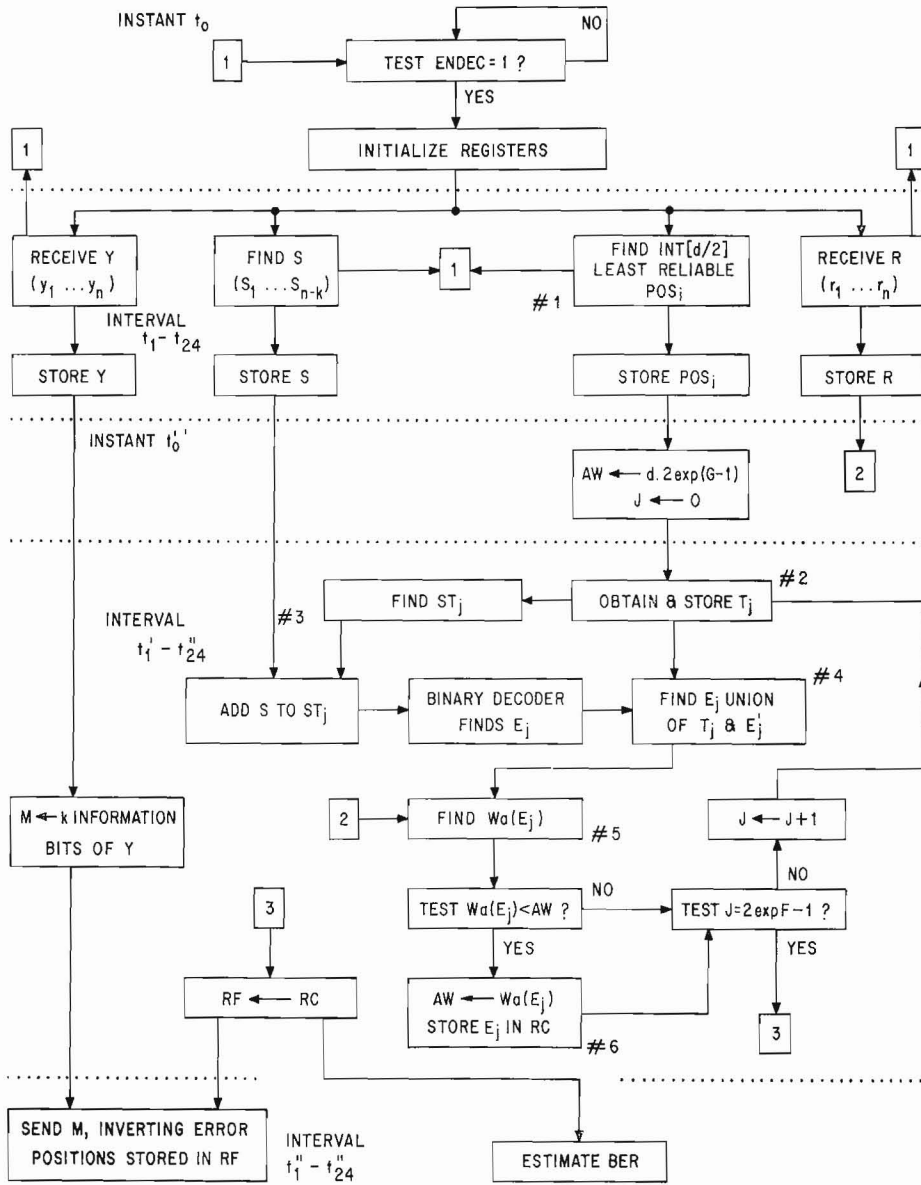 INSTANT t₀
NO
1
TEST ENDEC=1 ?
YES
1
INITIALIZE REGISTERS
1
RECEIVE Y
(y₁ ...yₙ)
FIND S
(S₁ ...Sₙ₋ₖ)
1
FIND INT[d/2]
LEAST RELIABLE
POSⱼ
RECEIVE R
(r₁ ...rₙ)
#1
INTERVAL
t₁-t₂₄
STORE Y
STORE S
STORE POSⱼ
STORE R
INSTANT t₀'
AW ← d.2exp(G-1)
J ← O
2
#2
FIND STⱼ
OBTAIN & STORE Tⱼ
#3
INTERVAL
t₁' - t₂₄"
#4
ADD S TO STⱼ
BINARY DECODER
FINDS Eⱼ
FIND Eⱼ UNION
OF Tⱼ & Eⱼ'
M ← k INFORMATION
BITS OF Y
2
FIND Wa(Eⱼ)
#5
J ← J+1
NO
3
TEST Wa(Eⱼ)<AW ?
NO
TEST J=2expF-1 ?
YES
YES
RF ← RC
AW ← Wa(Eⱼ)
STORE Eⱼ IN RC
#6
3
SEND M, INVERTING ERROR
POSITIONS STORED IN RF
INTERVAL
t₁" - t₂₄"
ESTIMATE BER